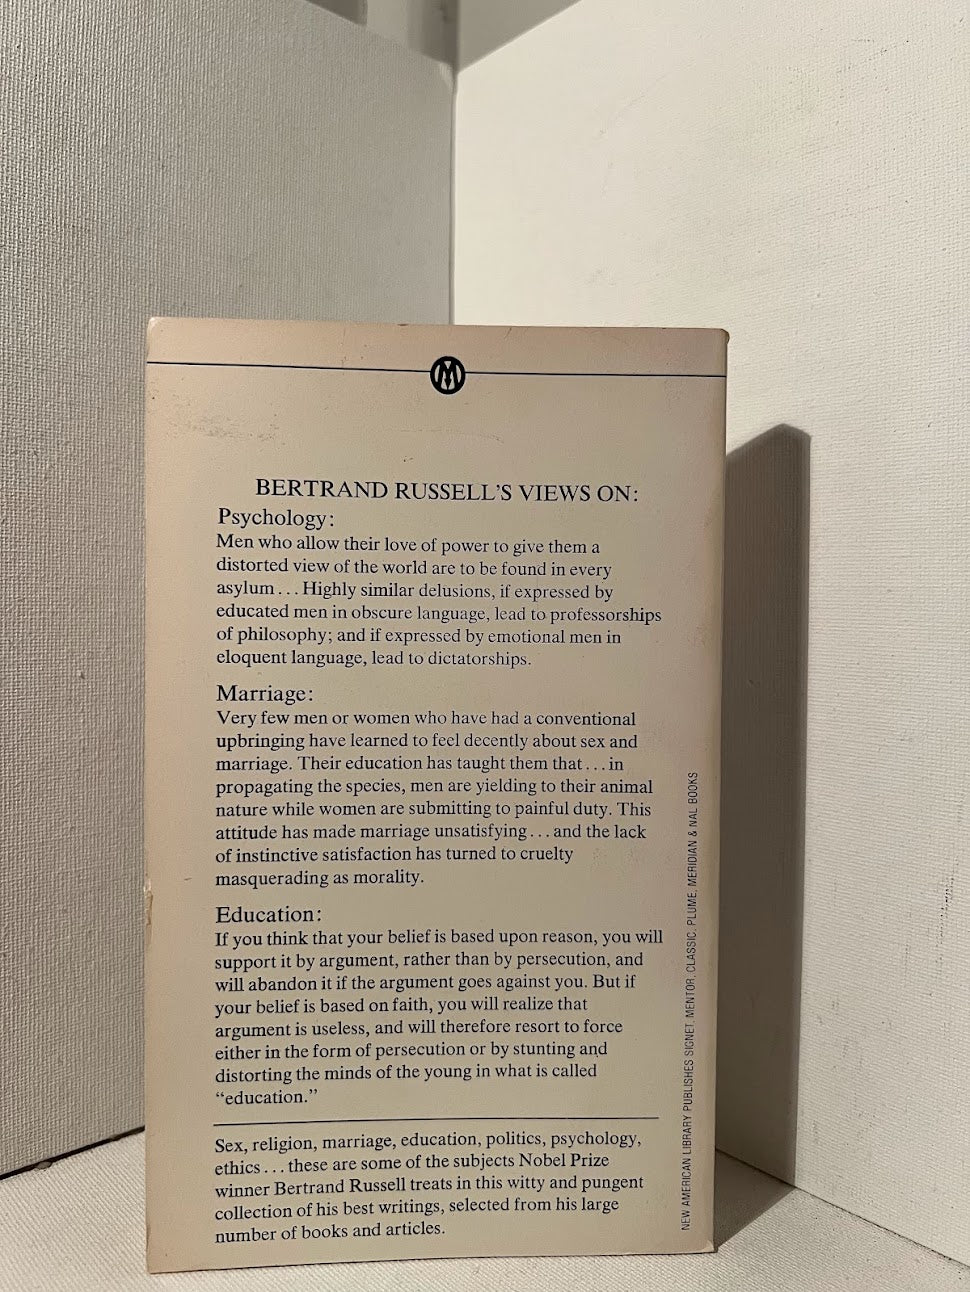 M
BERTRAND RUSSELL'S VIEWS ON:
Psychology:
Men who allow their love of power to give them a
distorted view of the world are to be found in every
asylum . . . Highly similar delusions, if expressed by
educated men in obscure language, lead to professorships
of philosophy; and if expressed by emotional men in
eloquent language, lead to dictatorships.
Marriage:
Very few men or women who have had a conventional
upbringing have learned to feel decently about sex and
marriage. Their education has taught them that . . . in
propagating the species, men are yielding to their animal
nature while women are submitting to painful duty. This
attitude has made marriage unsatisfying . . . and the lack
of instinctive satisfaction has turned to cruelty
masquerading as morality.
Education:
If you think that your belief is based upon reason, you will
support it by argument, rather than by persecution, and
will abandon it if the argument goes against you. But if
your belief is based on faith, you will realize that
argument is useless, and will therefore resort to force
either in the form of persecution or by stunting and
distorting the minds of the young in what is called
“education.”
Sex, religion, marriage, education, politics, psychology,
ethics . . . these are some of the subjects Nobel Prize
winner Bertrand Russell treats in this witty and pungent
collection of his best writings, selected from his large
number of books and articles.
NEW AMERICAN LIBRARY PUBLISHES SIGNET, MENTOR, CLASSIC, PLUME, MERIDIAN & NAL BOOKS